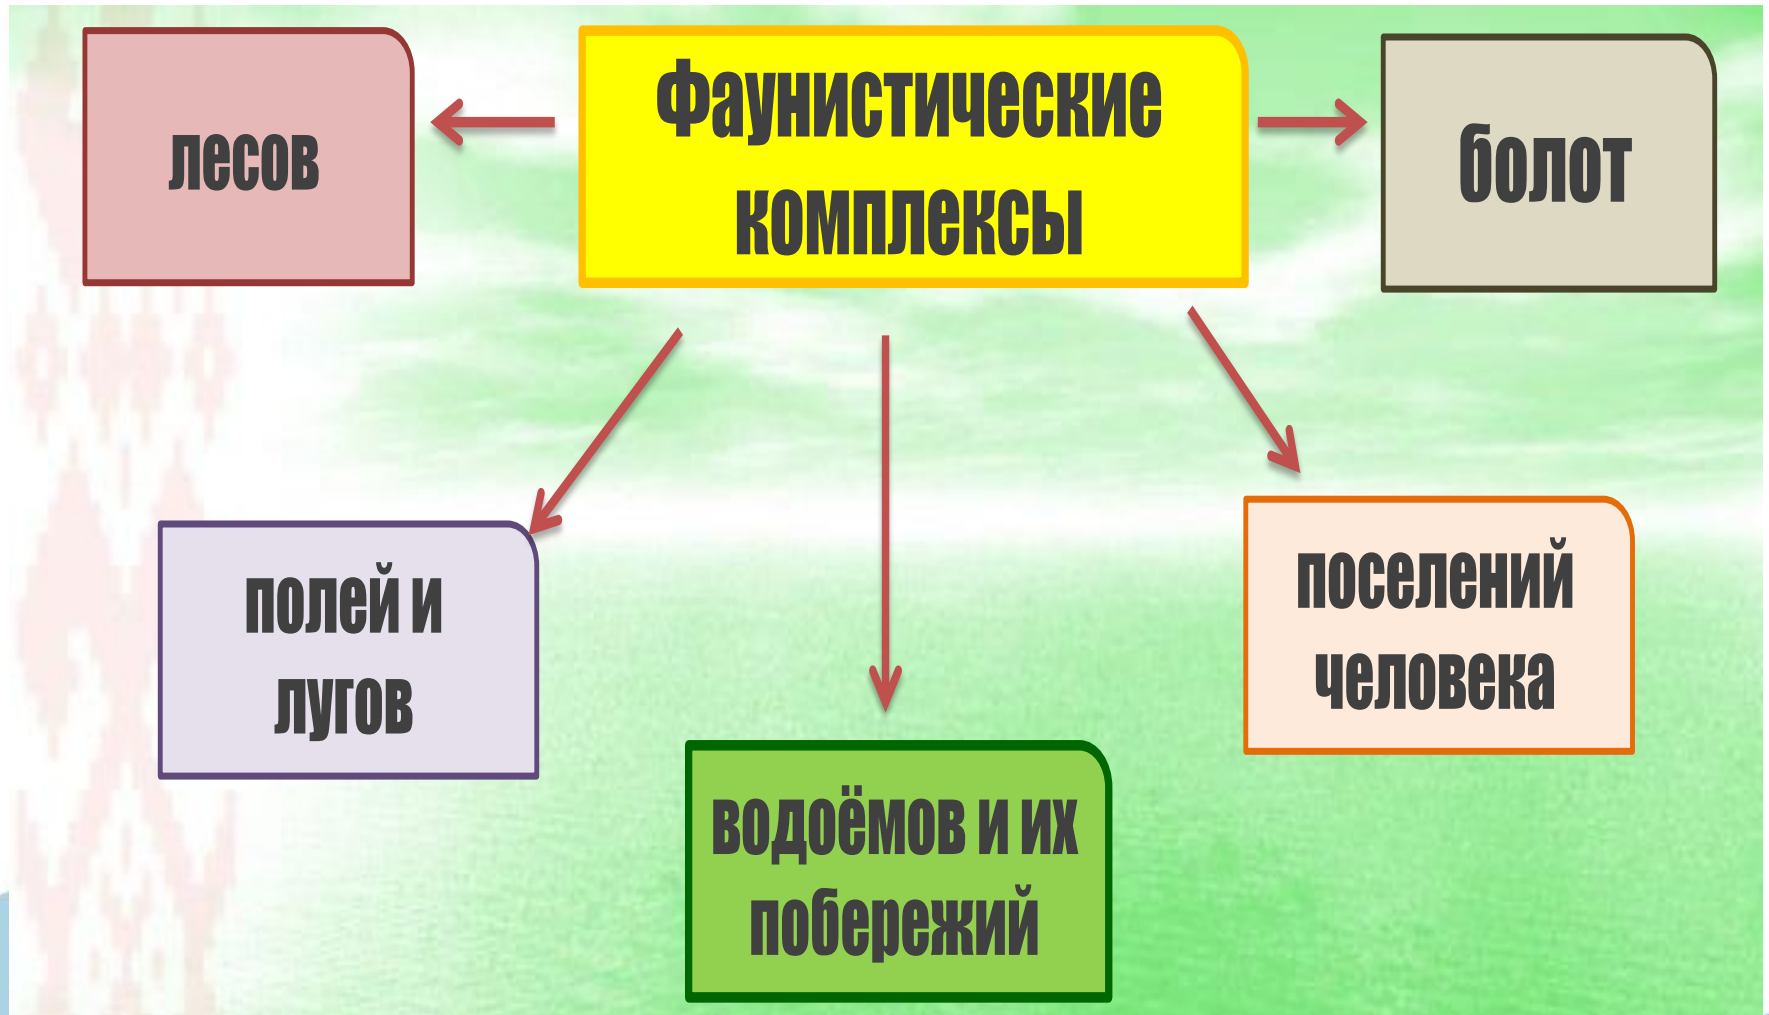 Фаунистические
комплексы
лесов
болот
полей и
лугов
поселений
человека
водоёмов и их
побережий